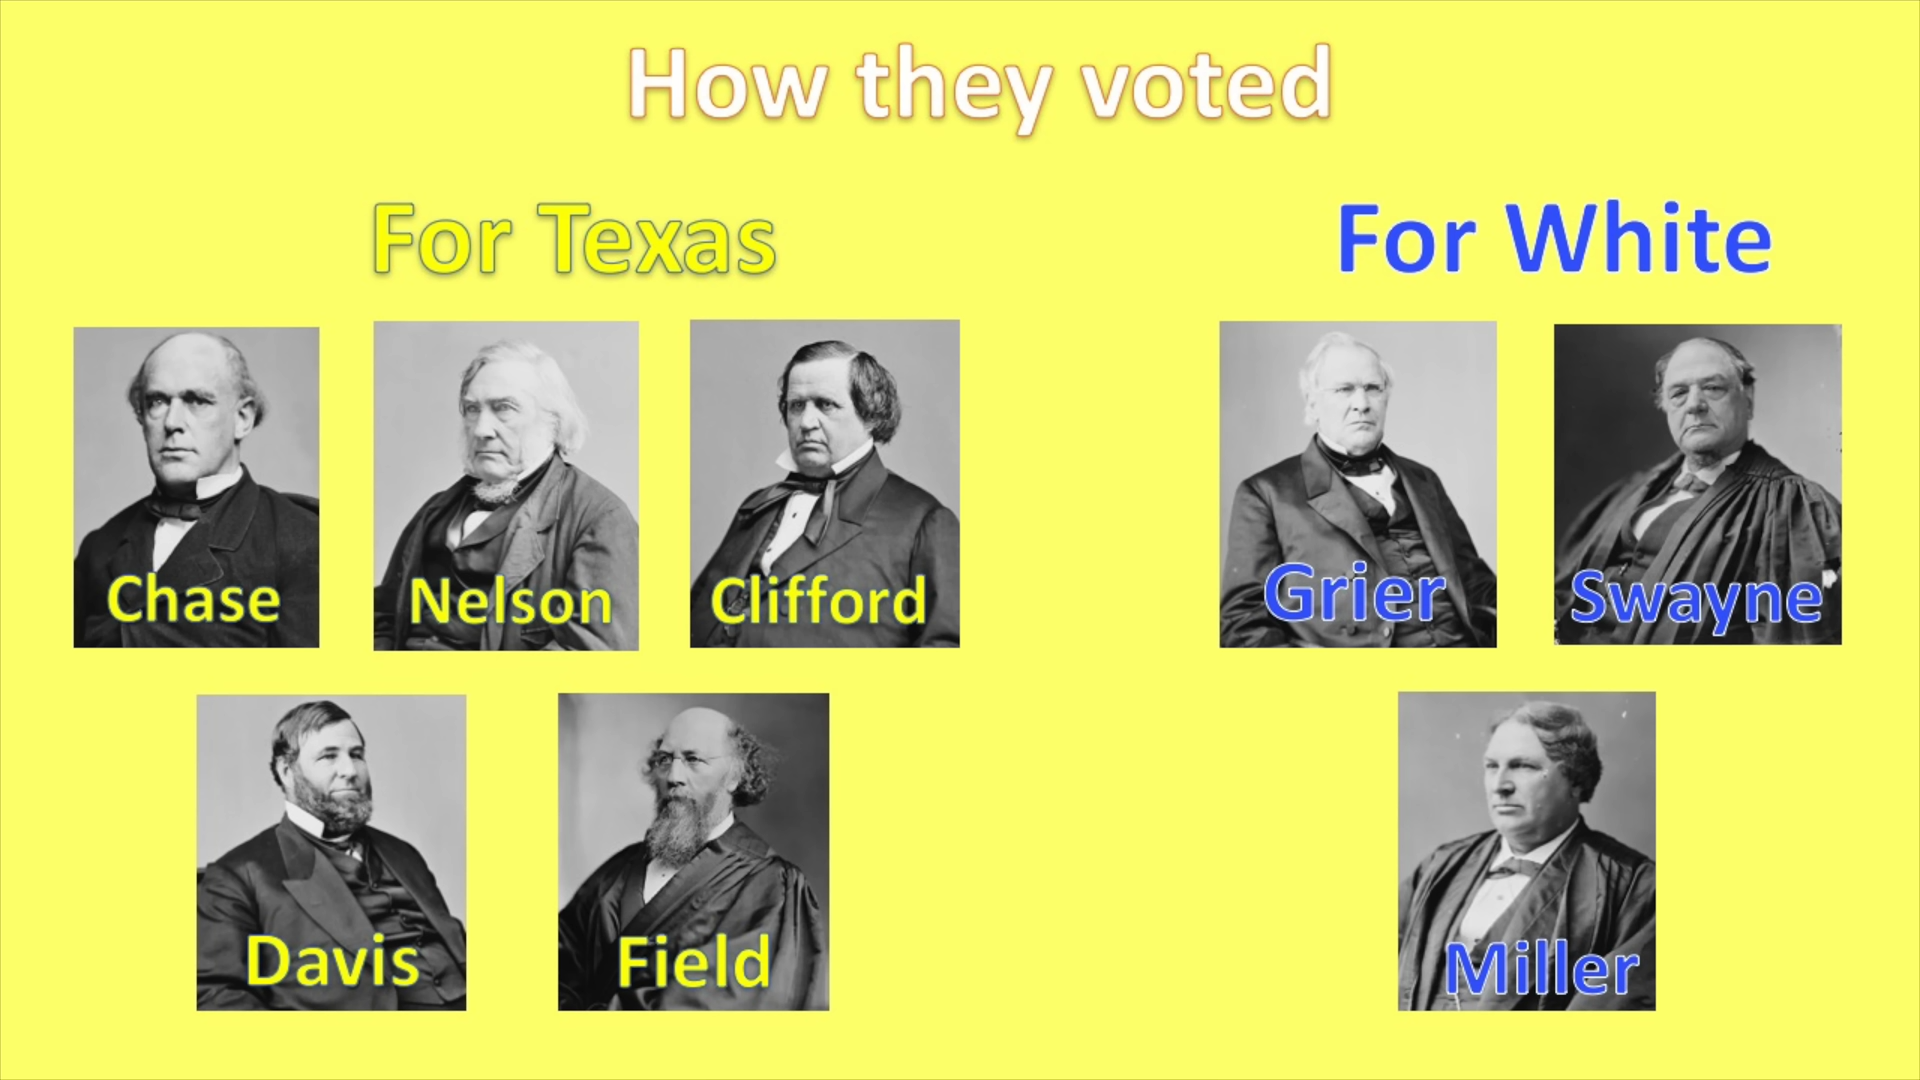 How they voted
For Texas
For White
Chase
Nelson
Clifford
Grier
Swayne
Davis
Field
Miller